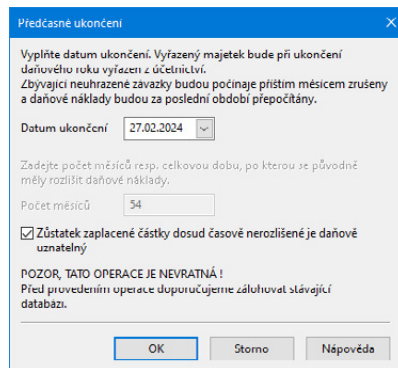 Předčasné ukončení
Vyplňte datum ukončení. Vyřazený majetek bude při ukončení
daňového roku vyřazen z účetnictví.
Zbývající neuhrazené závazky budou počínaje příštím měsícem zrušeny
a daňové náklady budou za poslední období přepočítány.
Datum ukončení 27.02.2024
Zadejte počet měsíců resp. celkovou dobu, po kterou se původně
měly rozlišit daňové náklady.
Počet měsíců 54
Zůstatek zaplacené částky dosud časově nerozlišené je daňově
uznatelný
POZOR, TATO OPERACE JE NEVRATNÁ !
Před provedením operace doporučujeme zálohovat stávající
databázi.
OK Storno Nápověda